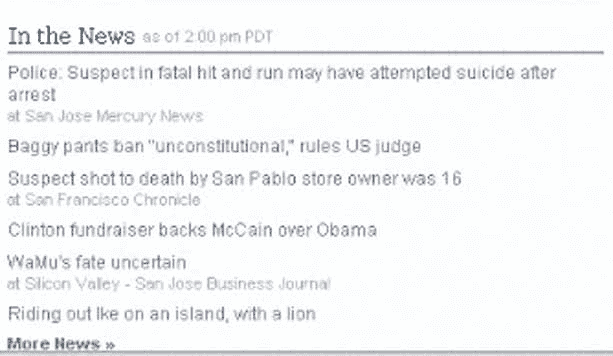 In the News as of 2:00 pm PDT
Police: Suspect in fatal hit and run may have attempted suicide after
arrest
at San Jose Mercury News
Baggy pants ban "unconstitutional," rules US judge
Suspect shot to death by San Pablo store owner was 16
at San Francisco Chronicle
Clinton fundraiser backs McCain over Obama
WaMu's fate uncertain
at Silicon Valley - San Jose Business Journal
Riding out Ike on an island, with a lion
More News »